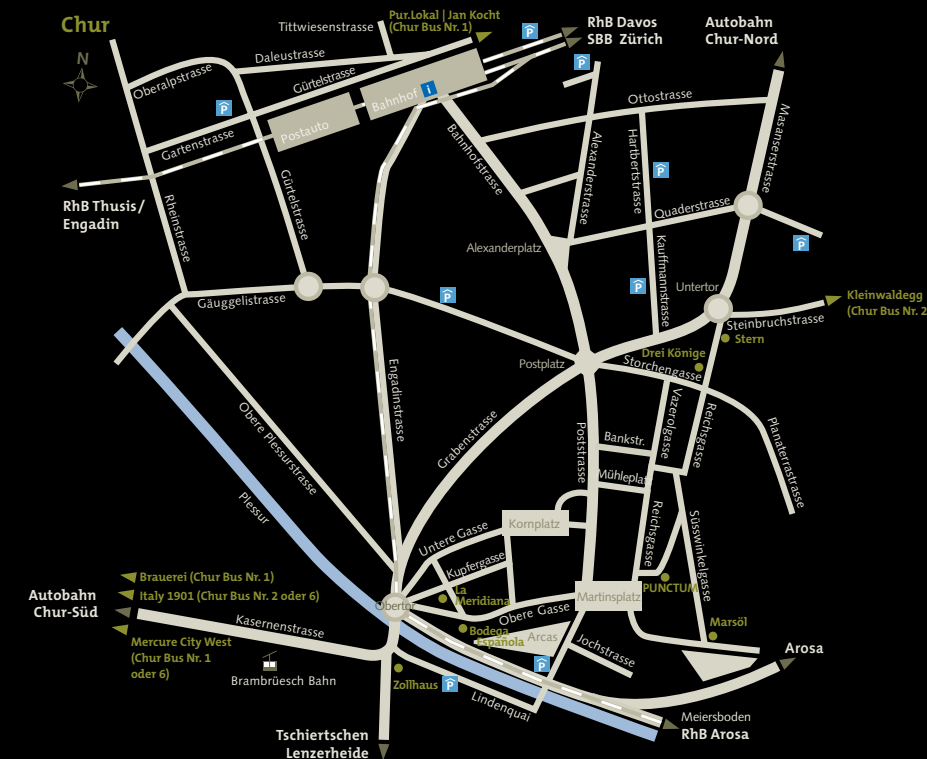 Chur
N
Tittwiesenstrasse
Pur.Lokal | Jan Kocht
(Chur Bus Nr. 1)
P
RhB Davos
SBB Zürich
Autobahn
Chur-Nord
Daleustrasse
Oberalpstrasse
Gürtelstrasse
P
P
Bahnhof
i
Postauto
Gartenstrasse
Ottostrasse
Masanserstrasse
Bahnhofstrasse
Alexanderstrasse
Hartbertstrasse
P
RhB Thusis/
Engadin
Rheinstrasse
Gürtelstrasse
Quaderstrasse
P
Alexanderplatz
Kauffmannstrasse
P
P
Untertor
Gäuggelistrasse
Kleinwaldegg
(Chur Bus Nr. 2
Steinbruchstrasse
Stern
Drei Könige
Postplatz
Storchengasse
Engadinstrasse
Vazerolgasse
Reichsgasse
Planaterrastrasse
Obere Plessurstrasse
Grabenstrasse
Poststrasse
Bankstr.
Mühleplatz
Plessur
Reichsgasse
Süsswinkelgasse
Kornplatz
Untere Gasse
Kupfergasse
PUNCTUM
Brauerei (Chur Bus Nr. 1)
Italy 1901 (Chur Bus Nr. 2 oder 6)
Autobahn
Chur-Süd
Obertor
La
Meridiana
Martinsplatz
Obere Gasse
Kasernenstrasse
Bodega
Española
Arcas
Marsöl
Mercure City West
(Chur Bus Nr. 1
oder 6)
Jochstrasse
Arosa
Brambrüesch Bahn
P
Zollhaus
P
Lindenquai
Meiersboden
RhB Arosa
Tschiertschen
Lenzerheide